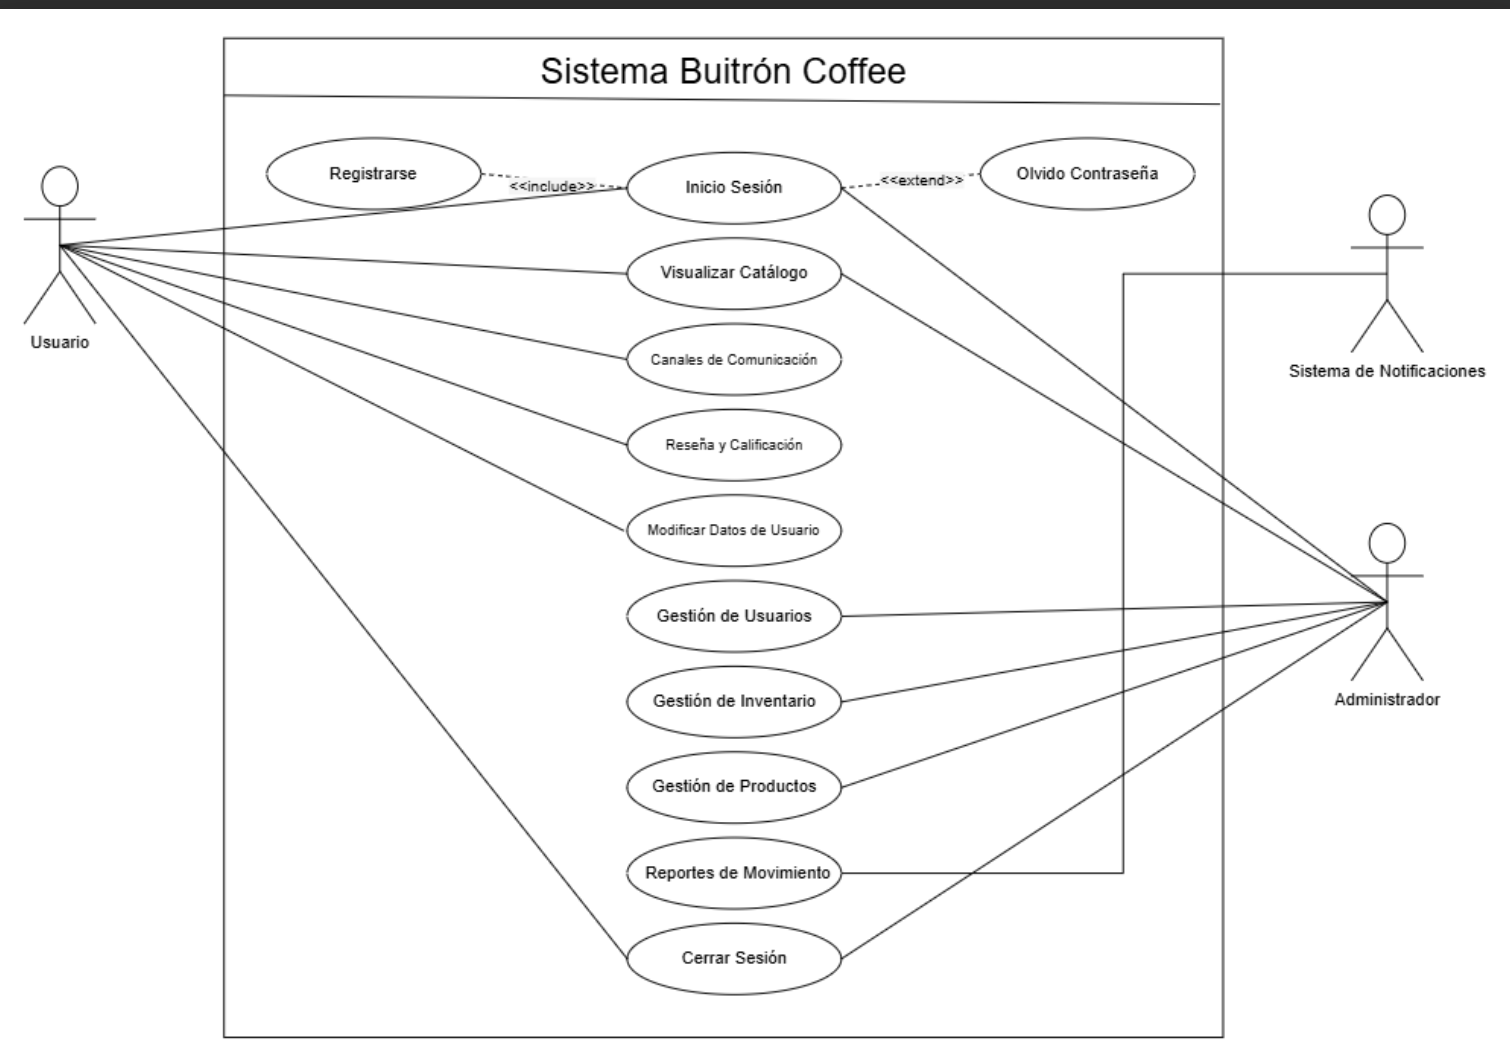 Sistema Buitrón Coffee
Registrarse
<<include>>
Inicio Sesión
<<extend>>
Olvido Contraseña
Usuario
Visualizar Catálogo
Sistema de Notificaciones
Canales de Comunicación
Reseña y Calificación
Modificar Datos de Usuario
Gestión de Usuarios
Gestión de Inventario
Administrador
Gestión de Productos
Reportes de Movimiento
Cerrar Sesión